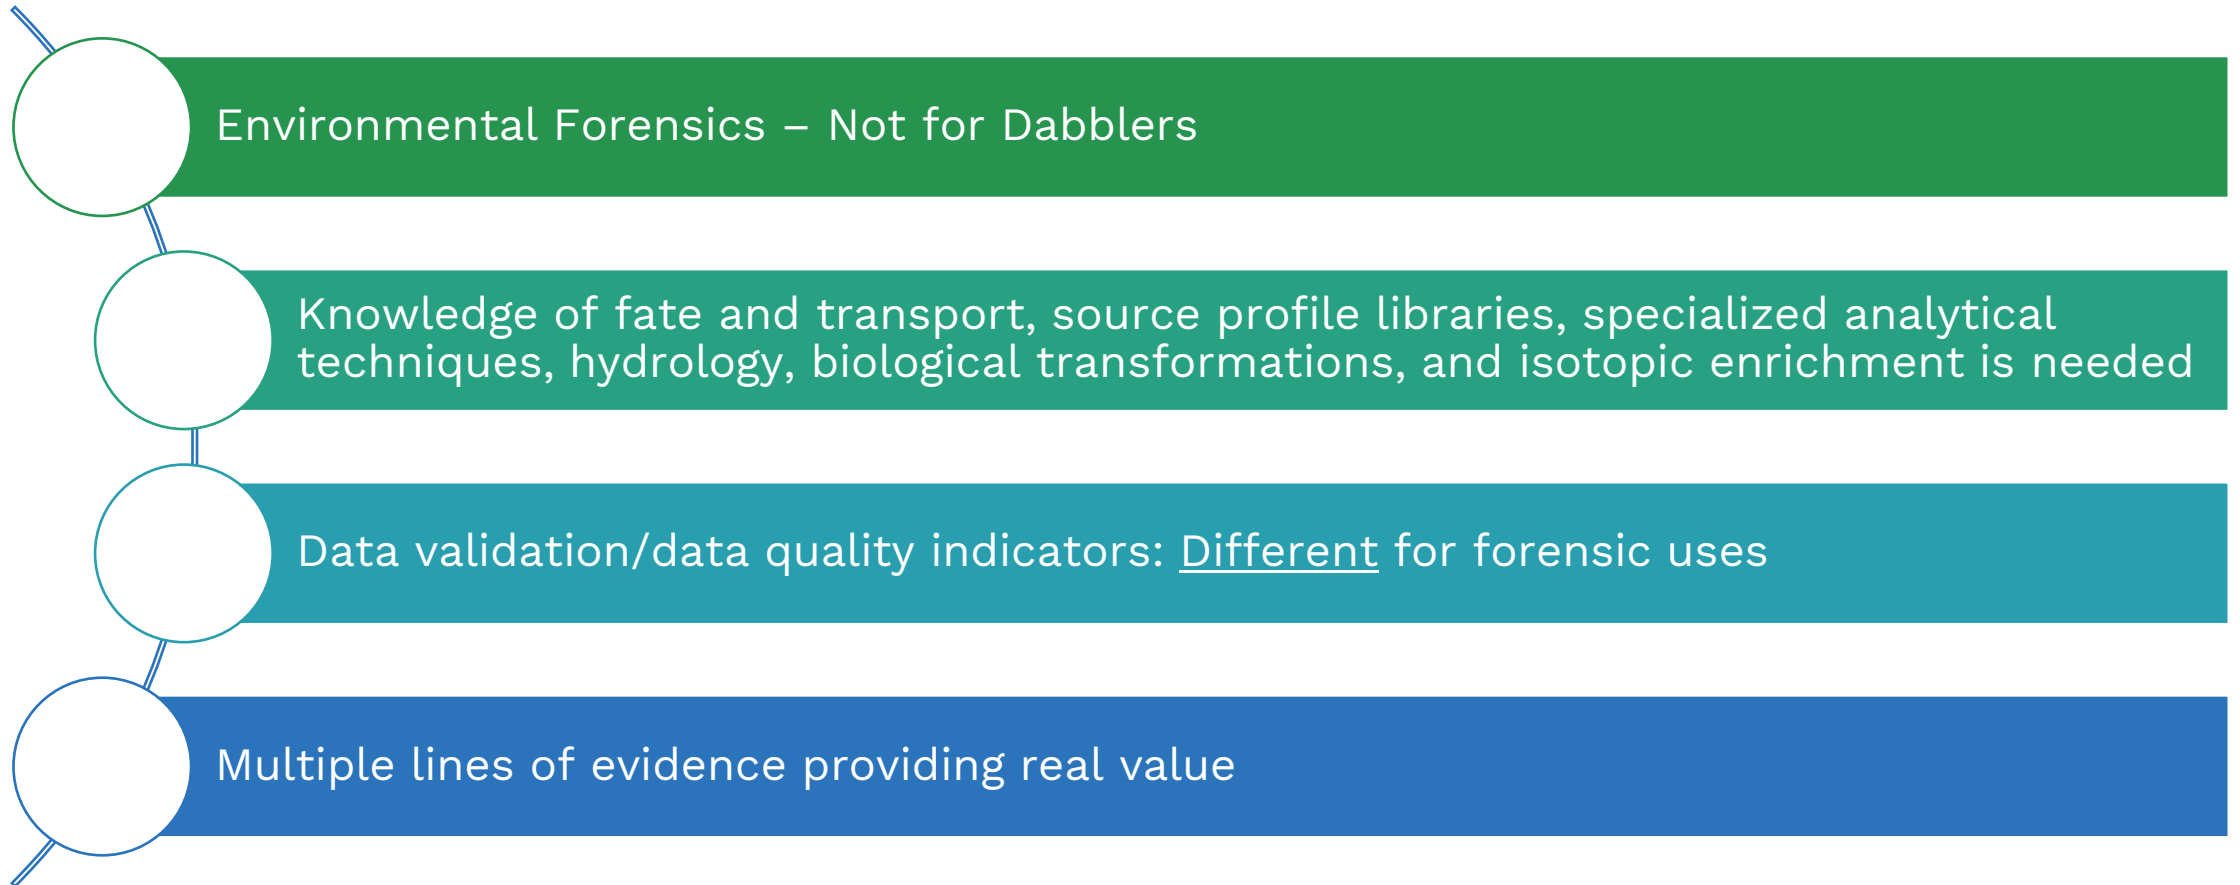 Environmental Forensics – Not for Dabblers
Knowledge of fate and transport, source profile libraries, specialized analytical
techniques, hydrology, biological transformations, and isotopic enrichment is needed
Data validation/data quality indicators: Different for forensic uses
Multiple lines of evidence providing real value